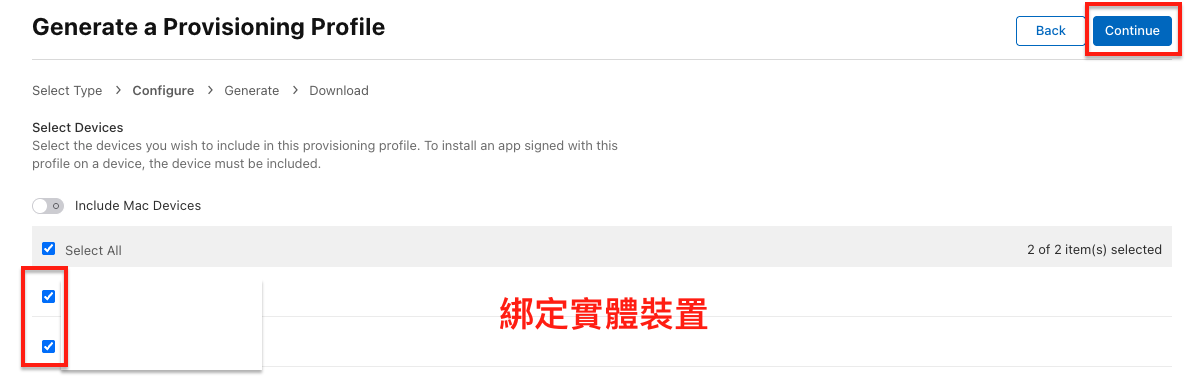 Generate a Provisioning Profile
Back
Continue
Select Type > Configure > Generate > Download
Select Devices
Select the devices you wish to include in this provisioning profile. To install an app signed with this
profile on a device, the device must be included.
Include Mac Devices
Select All
2 of 2 item(s) selected
綁定實體裝置